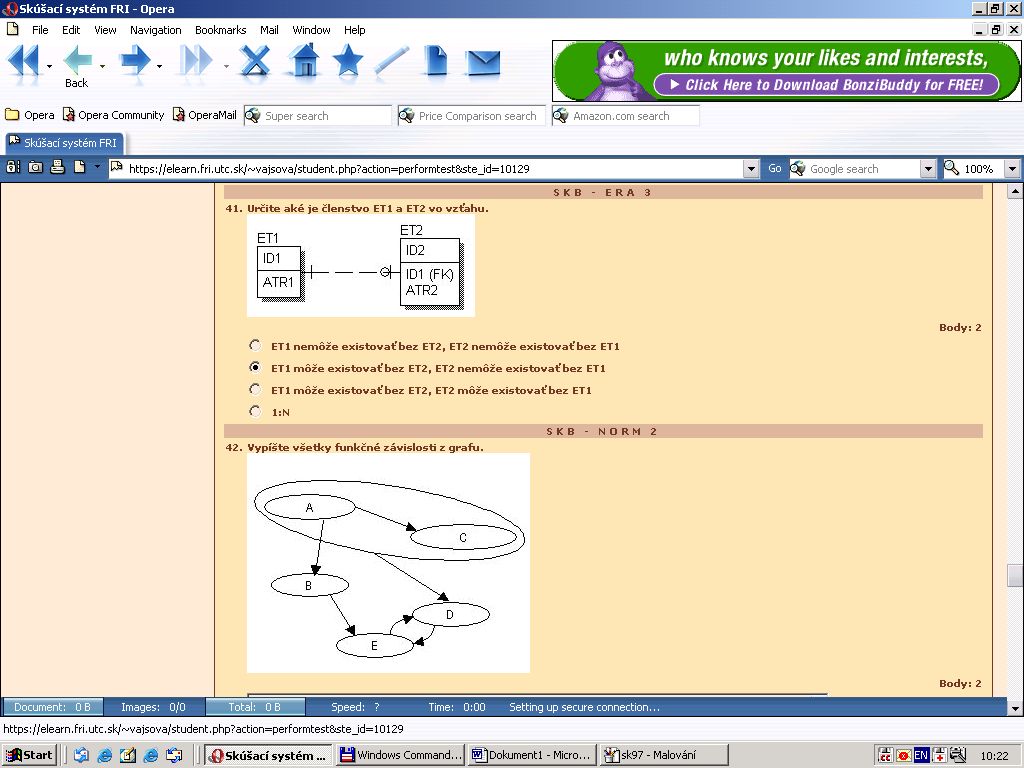 Skúšací systém FRI - Opera
File Edit View Navigation Bookmarks Mail Window Help
Back
who knows your likes and interests,
Click Here to Download BonziBuddy for FREE!
Opera Opera Community OperaMail Super search Price Comparison search Amazon.com search
Skúšací systém FRI
https://elearn.fri.utc.sk/~vajsova/student.php?action=performtest&ste_id=10129 Go Google search 100%
SKB - ERA 3
41. Určite aké je členstvo ET1 a ET2 vo vzťahu.
ET1 ET2
ID1 ID2
ATR1 ID1 (FK)
ATR2
Body: 2
ET1 nemôže existovať bez ET2, ET2 nemôže existovať bez ET1
ET1 môže existovať bez ET2, ET2 nemôže existovať bez ET1
ET1 môže existovať bez ET2, ET2 môže existovať bez ET1
1:N
SKB - NORM 2
42. Vypíšte všetky funkčné závislosti z grafu.
A
C
B
D
E
Body: 2
Document: 0 B Images: 0/0 Total: 0 B Speed: ? Time: 0:00 Setting up secure connection...
https://elearn.fri.utc.sk/~vajsova/student.php?action=performtest&ste_id=10129
Start Skúšací systém ... Windows Command... Dokument1 - Micro... sk97 - Malování EN 10:22